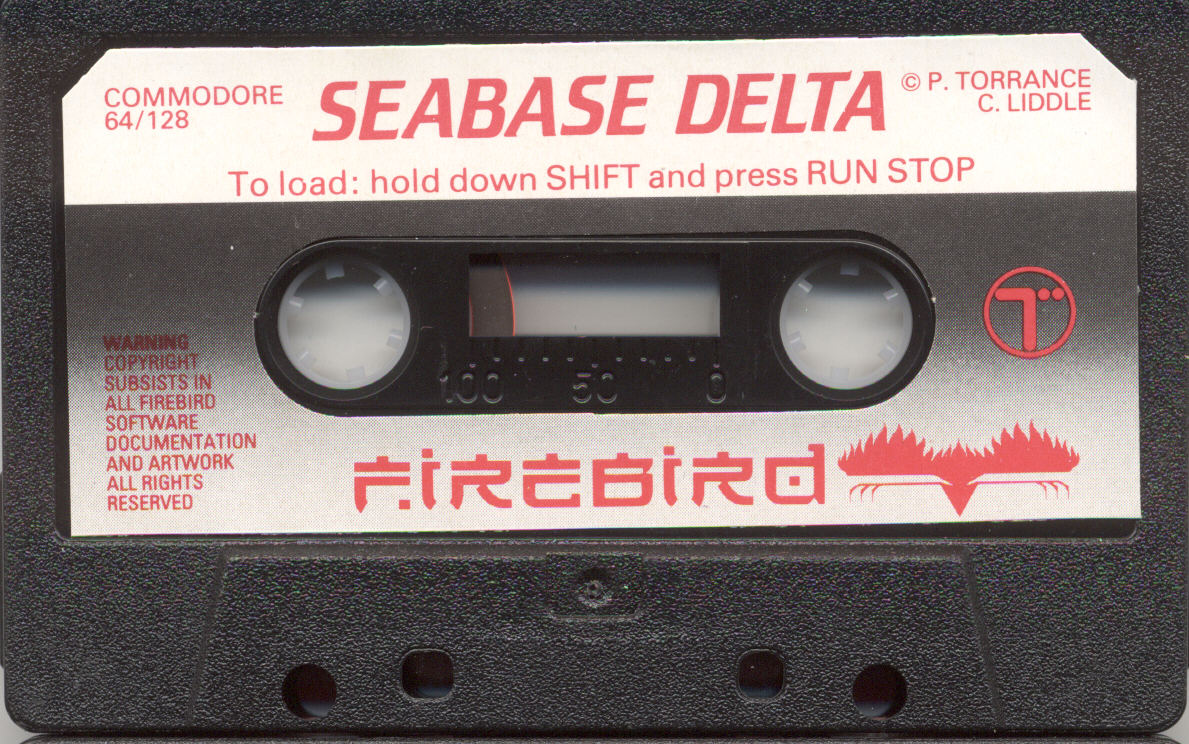 COMMODORE
64/128
SEABASE DELTA
© P. TORRANCE
C. LIDDLE
To load: hold down SHIFT and press RUN STOP
WARNING
COPYRIGHT
SUBSISTS IN
ALL FIREBIRD
SOFTWARE
DOCUMENTATION
AND ARTWORK
ALL RIGHTS
RESERVED
100 50 0
FIREBIRD